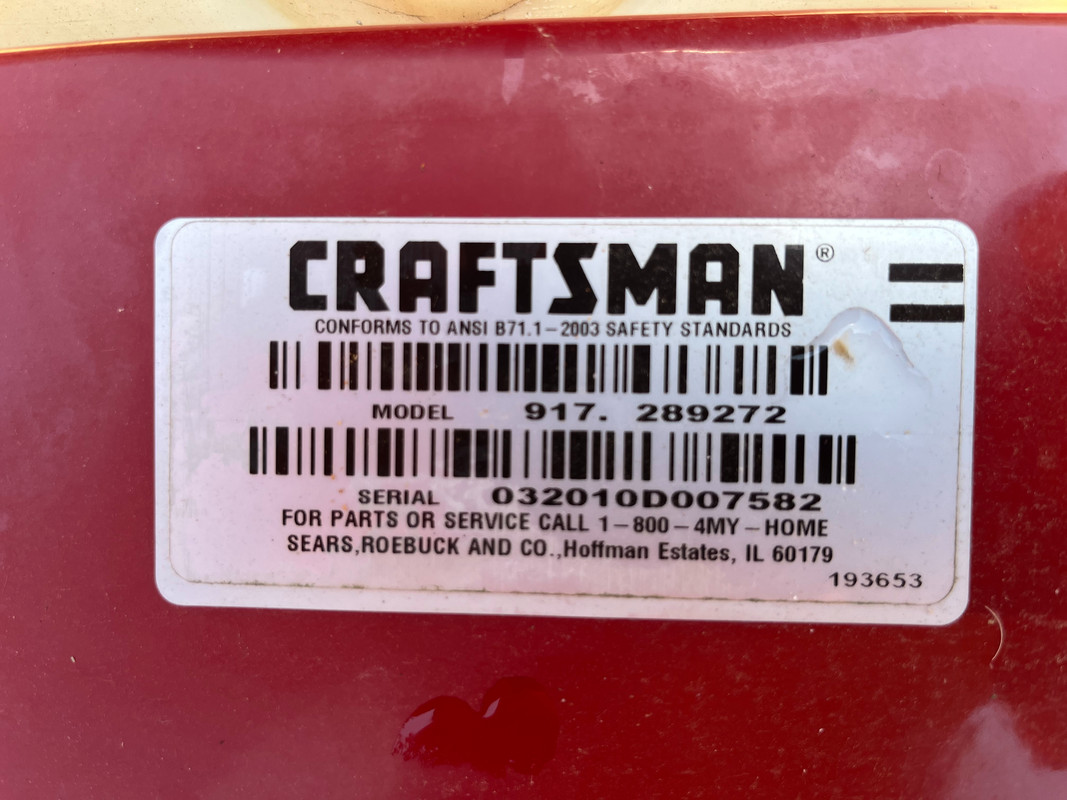 CRAFTSMAN®
CONFORMS TO ANSI B71.1-2003 SAFETY STANDARDS
MODEL 917. 289272
SERIAL 032010D007582
FOR PARTS OR SERVICE CALL 1-800-4MY-HOME
SEARS,ROEBUCK AND CO.,Hoffman Estates, IL 60179
193653